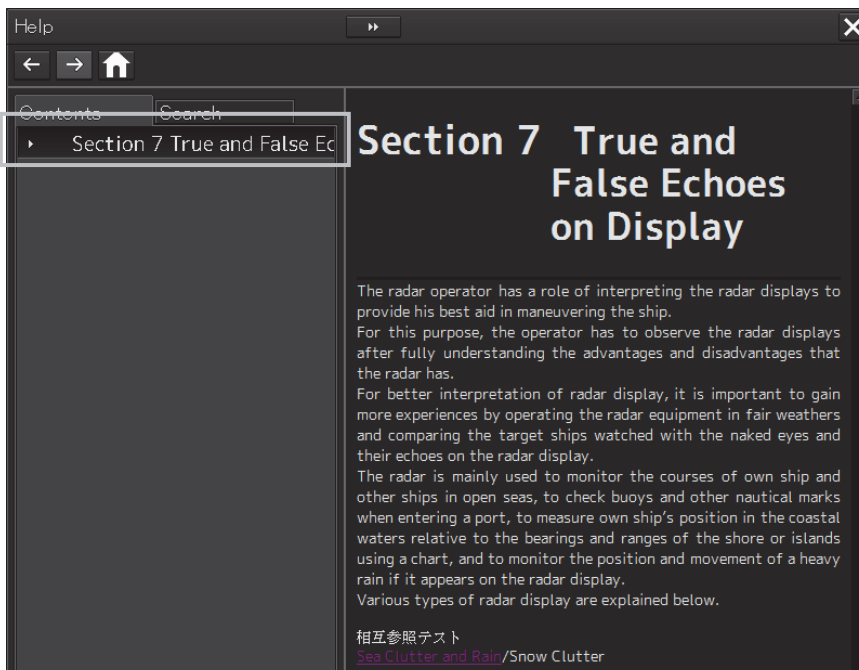 Help
Contents
Search
Section 7 True and False Ec
Section 7 True and
False Echoes
on Display
The radar operator has a role of interpreting the radar displays to
provide his best aid in maneuvering the ship.
For this purpose, the operator has to observe the radar displays
after fully understanding the advantages and disadvantages that
the radar has.
For better interpretation of radar display, it is important to gain
more experiences by operating the radar equipment in fair weathers
and comparing the target ships watched with the naked eyes and
their echoes on the radar display.
The radar is mainly used to monitor the courses of own ship and
other ships in open seas, to check buoys and other nautical marks
when entering a port, to measure own ship's position in the coastal
waters relative to the bearings and ranges of the shore or islands
using a chart, and to monitor the position and movement of a heavy
rain if it appears on the radar display.
Various types of radar display are explained below.
相互参照テスト
Sea Clutter and Rain/Snow Clutter